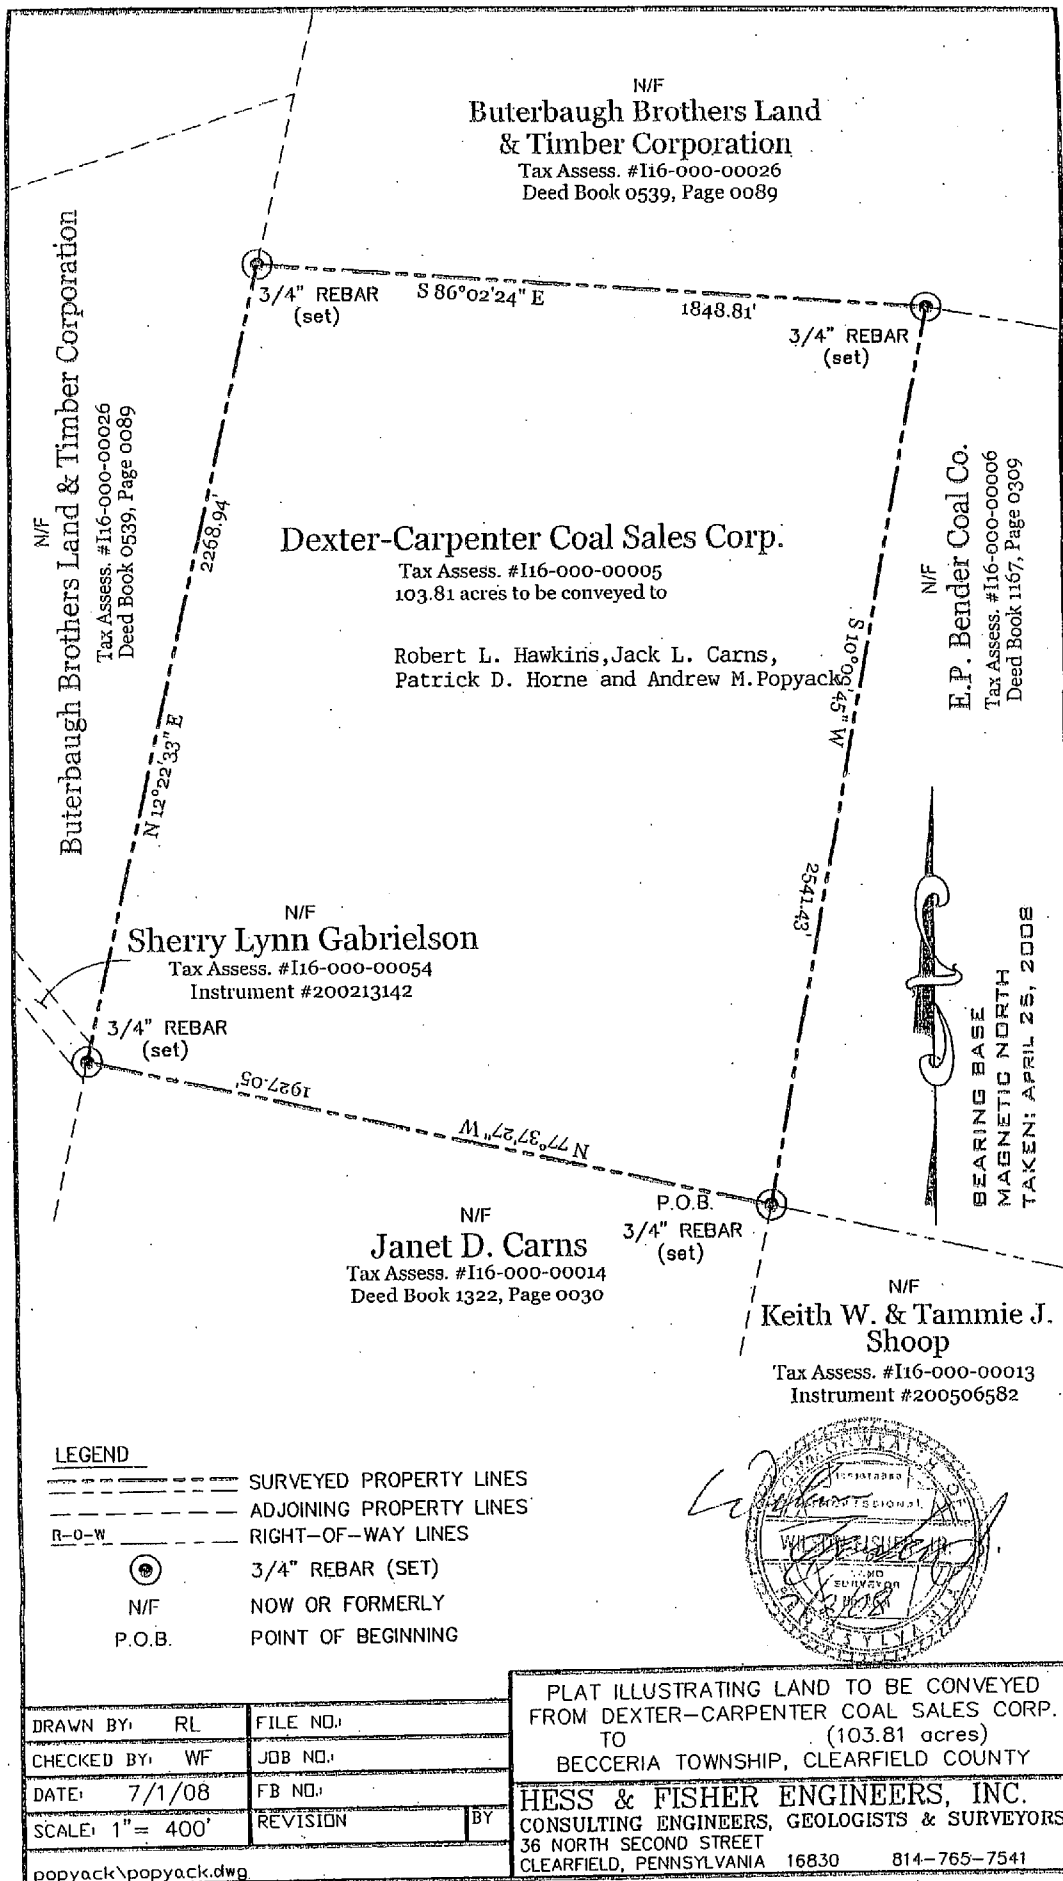 N/F
Buterbaugh Brothers Land
& Timber Corporation
Tax Assess. #I16-000-00026
Deed Book 0539, Page 0089
N/F
Buterbaugh Brothers Land & Timber Corporation
Tax Assess. #I16-000-00026
Deed Book 0539, Page 0089
3/4" REBAR
(set)
S 86°02'24" E
1848.81'
3/4" REBAR
(set)
2268.94'
N 12°22'33" E
Dexter-Carpenter Coal Sales Corp.
Tax Assess. #I16-000-00005
103.81 acres to be conveyed to
Robert L. Hawkins,Jack L. Carns,
Patrick D. Horne and Andrew M.Popyack
S 10°09'45" W
2541.43'
N/F
E.P. Bender Coal Co.
Tax Assess. #I16-000-00006
Deed Book 1167, Page 0309
N/F
Sherry Lynn Gabrielson
Tax Assess. #I16-000-00054
Instrument #200213142
3/4" REBAR
(set)
1927.05'
N 77°37'27" W
BEARING BASE
MAGNETIC NORTH
TAKEN: APRIL 25, 2008
P.O.B.
3/4" REBAR
(set)
N/F
Janet D. Carns
Tax Assess. #I16-000-00014
Deed Book 1322, Page 0030
N/F
Keith W. & Tammie J.
Shoop
Tax Assess. #I16-000-00013
Instrument #200506582
LEGEND
SURVEYED PROPERTY LINES
ADJOINING PROPERTY LINES
R-O-W RIGHT-OF-WAY LINES
3/4" REBAR (SET)
N/F NOW OR FORMERLY
P.O.B. POINT OF BEGINNING
COMMONWEALTH OF
REGISTERED
PROFESSIONAL
WILSON FISHER, JR.
LAND
SURVEYOR
PENNSYLVANIA
DRAWN BY: RL FILE NO.:
CHECKED BY: WF JOB NO.:
DATE: 7/1/08 FB NO.:
SCALE: 1"= 400' REVISION BY
popyack\popyack.dwg
PLAT ILLUSTRATING LAND TO BE CONVEYED
FROM DEXTER-CARPENTER COAL SALES CORP.
TO (103.81 acres)
BECCERIA TOWNSHIP, CLEARFIELD COUNTY
HESS & FISHER ENGINEERS, INC.
CONSULTING ENGINEERS, GEOLOGISTS & SURVEYORS
36 NORTH SECOND STREET
CLEARFIELD, PENNSYLVANIA 16830 814-765-7541